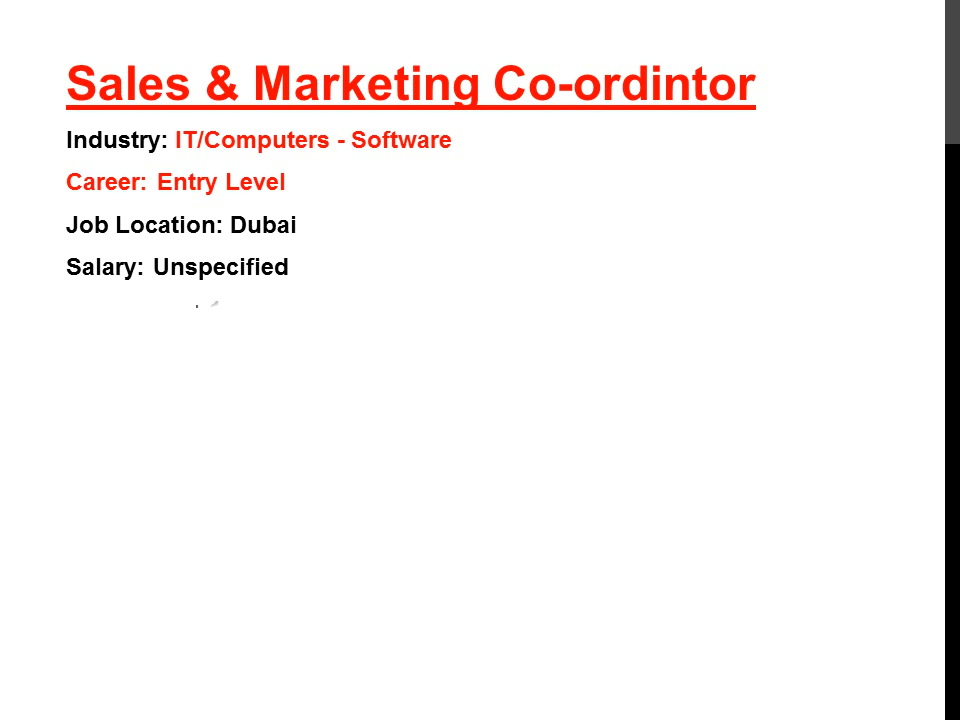 Sales & Marketing Co-ordintor
Industry: IT/Computers - Software
Career: Entry Level
Job Location: Dubai
Salary: Unspecified